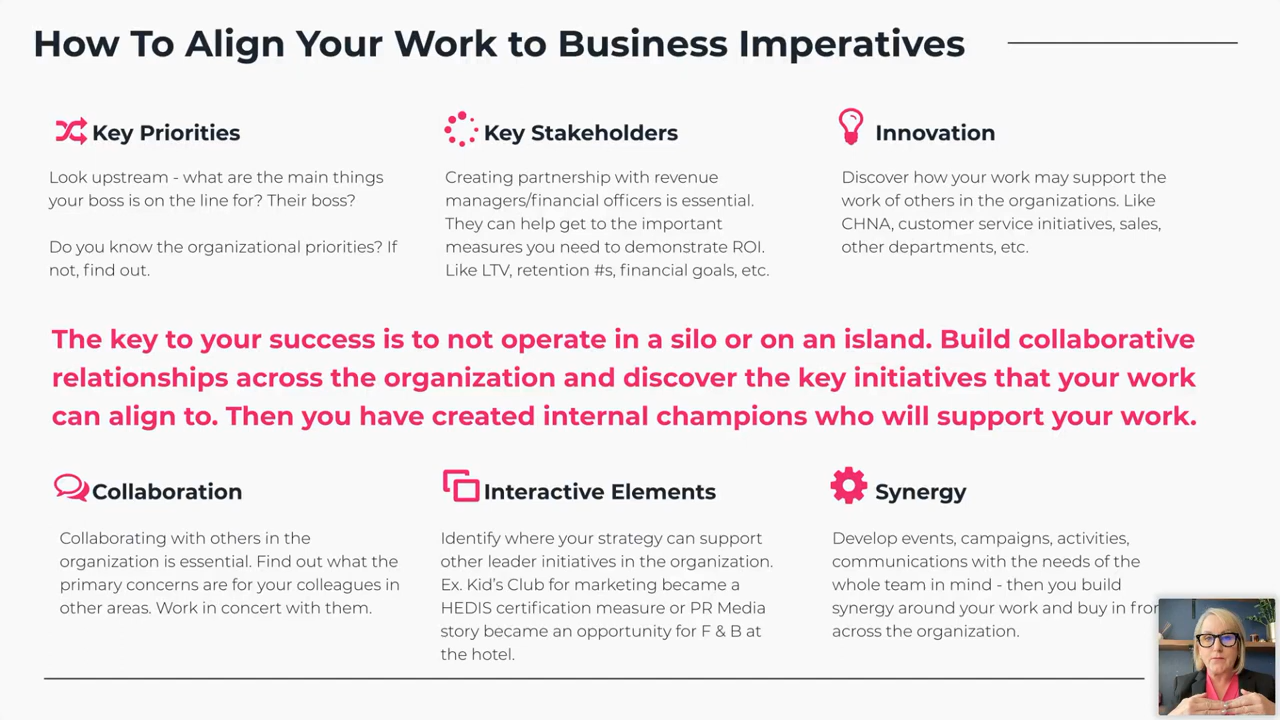 How To Align Your Work to Business Imperatives
Key Priorities
Look upstream - what are the main things
your boss is on the line for? Their boss?
Do you know the organizational priorities? If
not, find out.
Key Stakeholders
Creating partnership with revenue
managers/financial officers is essential.
They can help get to the important
measures you need to demonstrate ROI.
Like LTV, retention #s, financial goals, etc.
Innovation
Discover how your work may support the
work of others in the organizations. Like
CHNA, customer service initiatives, sales,
other departments, etc.
The key to your success is to not operate in a silo or on an island. Build collaborative
relationships across the organization and discover the key initiatives that your work
can align to. Then you have created internal champions who will support your work.
Collaboration
Collaborating with others in the
organization is essential. Find out what the
primary concerns are for your colleagues in
other areas. Work in concert with them.
Interactive Elements
Identify where your strategy can support
other leader initiatives in the organization.
Ex. Kid's Club for marketing became a
HEDIS certification measure or PR Media
story became an opportunity for F & B at
the hotel.
Synergy
Develop events, campaigns, activities,
communications with the needs of the
whole team in mind - then you build
synergy around your work and buy in from
across the organization.